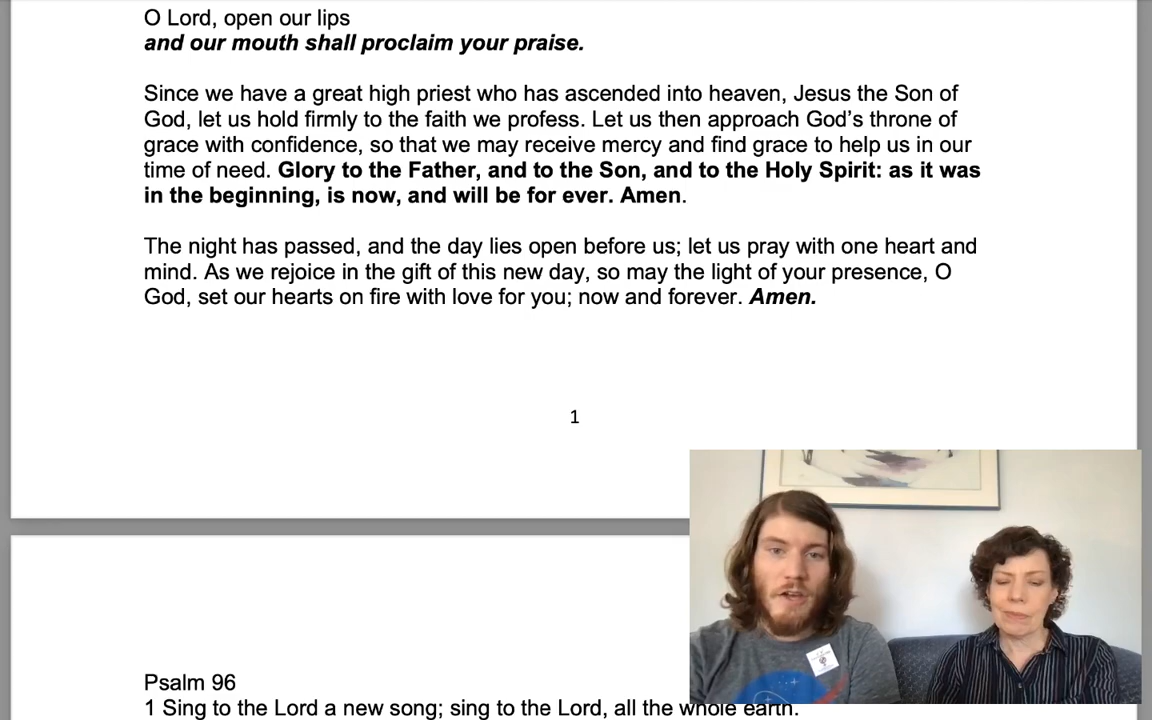 O Lord, open our lips
and our mouth shall proclaim your praise.
Since we have a great high priest who has ascended into heaven, Jesus the Son of
God, let us hold firmly to the faith we profess. Let us then approach God’s throne of
grace with confidence, so that we may receive mercy and find grace to help us in our
time of need. Glory to the Father, and to the Son, and to the Holy Spirit: as it was
in the beginning, is now, and will be for ever. Amen.
The night has passed, and the day lies open before us; let us pray with one heart and
mind. As we rejoice in the gift of this new day, so may the light of your presence, O
God, set our hearts on fire with love for you; now and forever. Amen.
1
Psalm 96
1 Sing to the Lord a new song; sing to the Lord, all the whole earth.